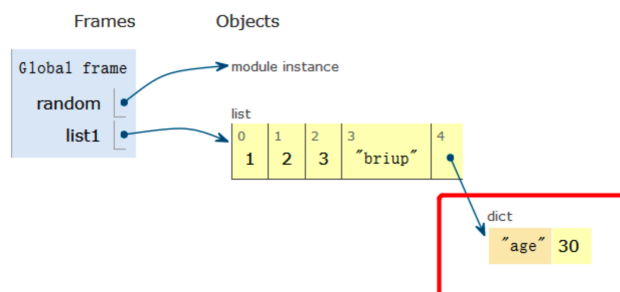 Frames Objects
Global frame
module instance
random
list
list1
0 1 2 3 4
1 2 3 "briup"
dict
"age" 30